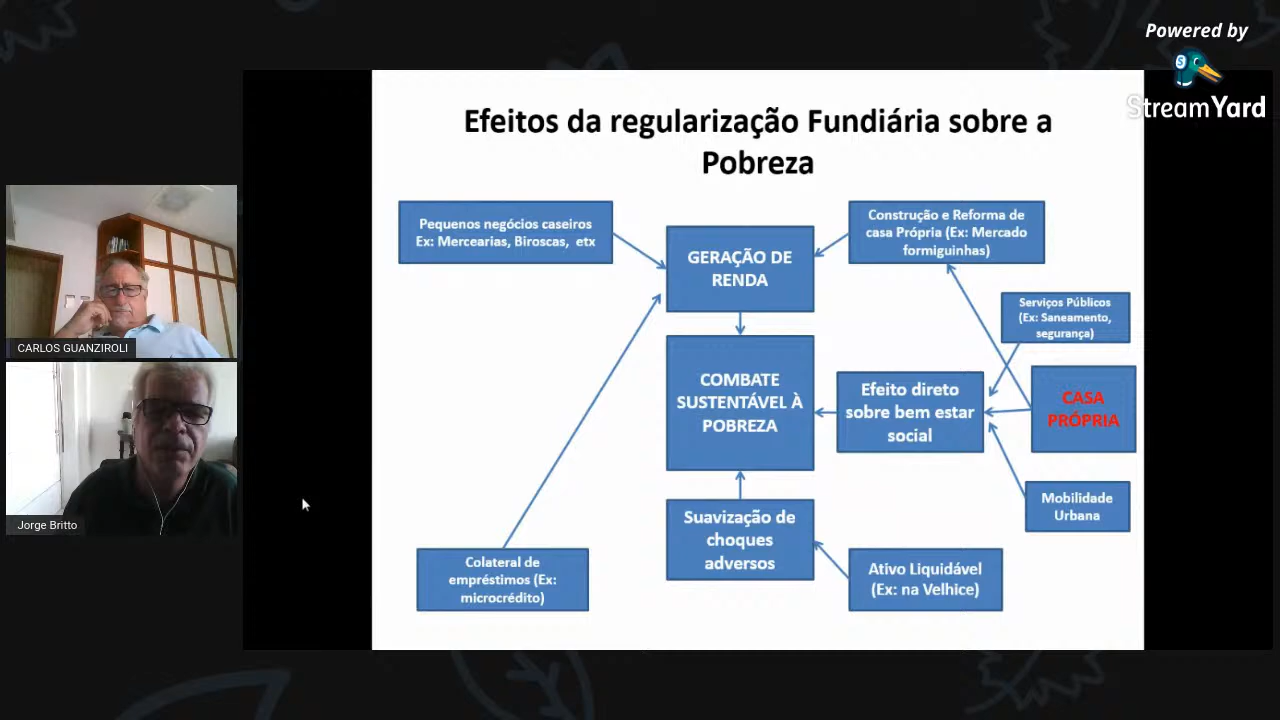 Powered by
StreamYard
Efeitos da regularização Fundiária sobre a
Pobreza
Pequenos negócios caseiros
Ex: Mercearias, Biroscas, etx
GERAÇÃO DE
RENDA
Construção e Reforma de
casa Própria (Ex: Mercado
formiguinhas)
Serviços Públicos
(Ex: Saneamento,
segurança)
COMBATE
SUSTENTÁVEL À
POBREZA
Efeito direto
sobre bem estar
social
CASA
PRÓPRIA
Mobilidade
Urbana
Suavização de
choques
adversos
Colateral de
empréstimos (Ex:
microcrédito)
Ativo Liquidável
(Ex: na Velhice)
CARLOS GUANZIROLI
Jorge Britto